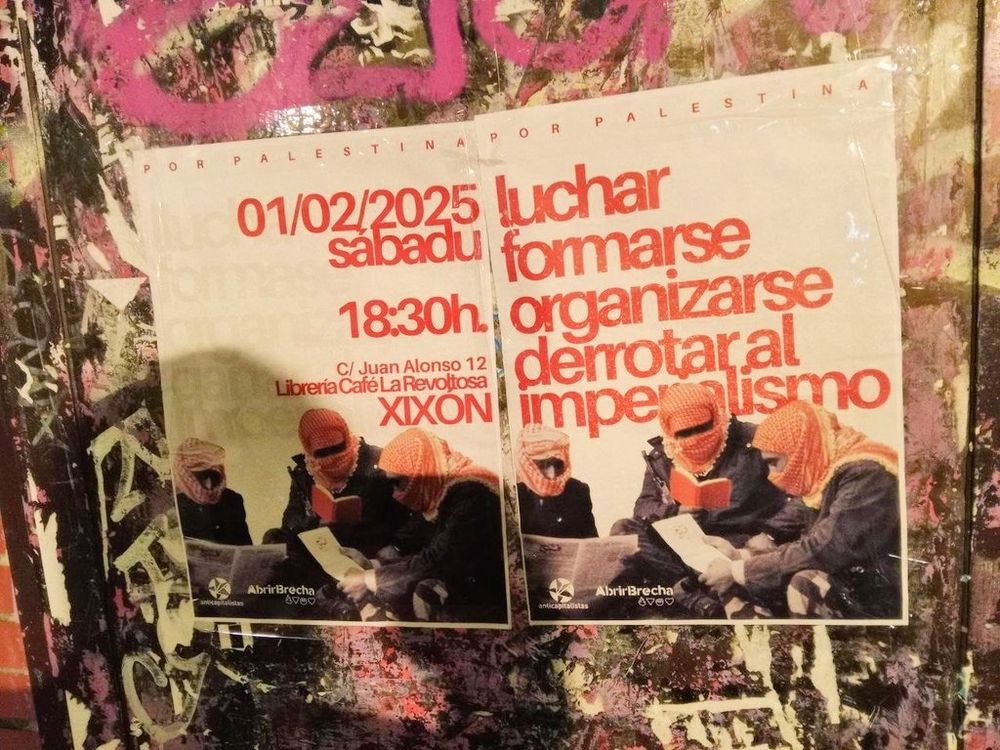 POR PALESTINA
01/02/2025
sábadu
18:30h.
C/ Juan Alonso 12
Librería Café La Revoltosa
XIXÓN
anticapitalistas
AbrirBrecha
POR PALESTINA
luchar
formarse
organizarse
derrotar al
imperialismo
anticapitalistas
AbrirBrecha